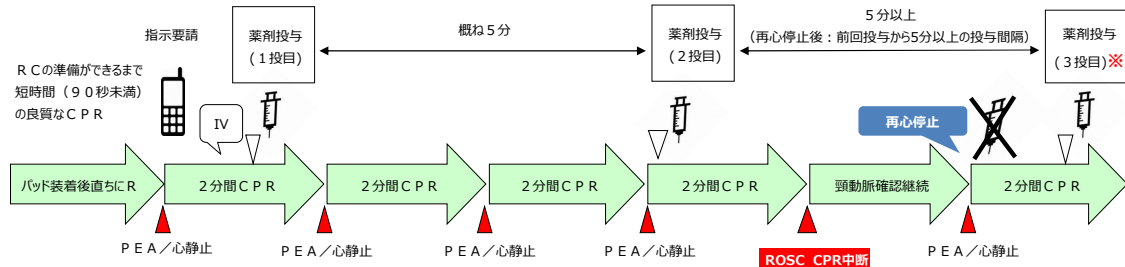 指示要請
薬剤投与
(１投目)
概ね５分
薬剤投与
(２投目)
５分以上
（再心停止後：前回投与から5分以上の投与間隔）
薬剤投与
(３投目)※
ＲＣの準備ができるまで
短時間（９０秒未満）
の良質なＣＰＲ
IV
再心停止
パッド装着後直ちにＲ
２分間ＣＰＲ
２分間ＣＰＲ
２分間ＣＰＲ
２分間ＣＰＲ
頸動脈確認継続
２分間ＣＰＲ
ＰＥＡ／心静止
ＰＥＡ／心静止
ＰＥＡ／心静止
ＰＥＡ／心静止
ROSC CPR中断
ＰＥＡ／心静止